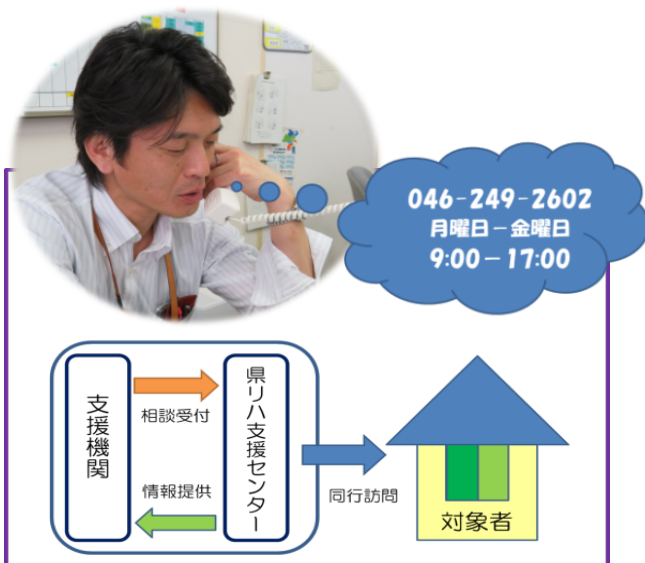 046-249-2602
月曜日－金曜日
9:00－17:00
支援機関
相談受付
情報提供
県リハ支援センター
同行訪問
対象者